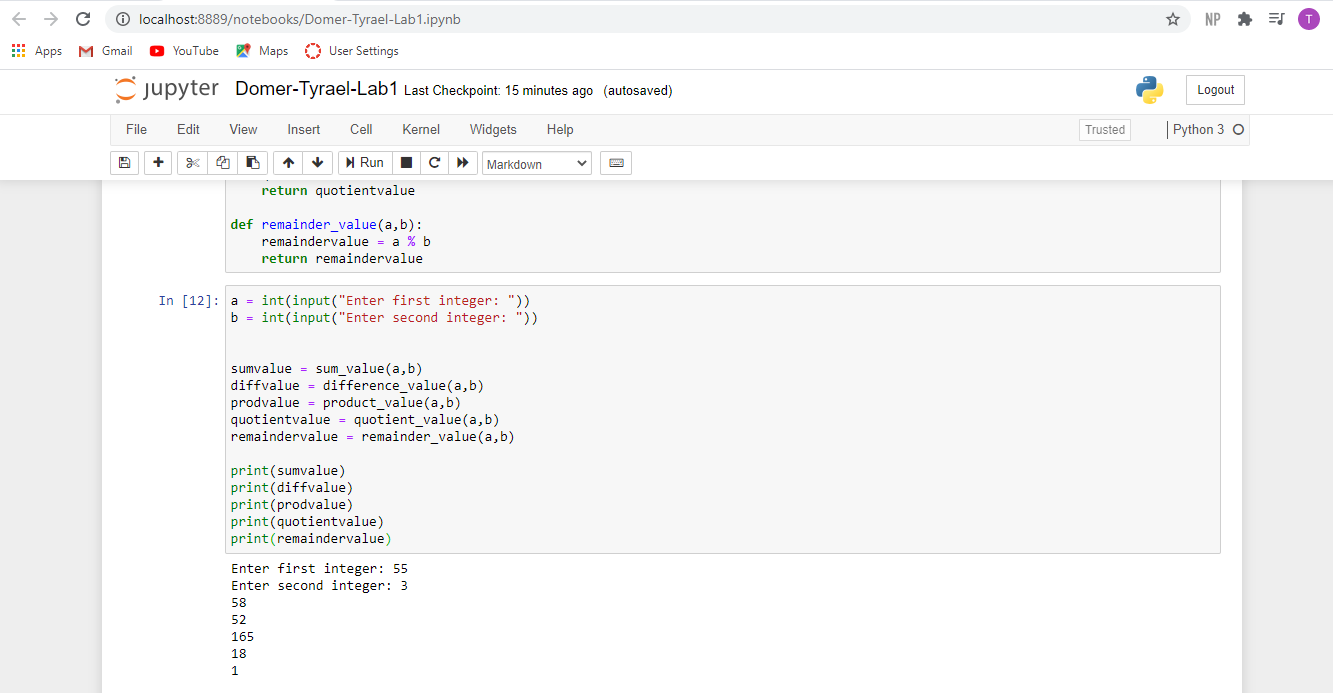 localhost:8889/notebooks/Domer-Tyrael-Lab1.ipynb NP T
Apps Gmail YouTube Maps User Settings
jupyter Domer-Tyrael-Lab1 Last Checkpoint: 15 minutes ago (autosaved) Logout
File Edit View Insert Cell Kernel Widgets Help Trusted Python 3
Run Markdown
return quotientvalue
def remainder_value(a,b):
remaindervalue = a % b
return remaindervalue
In [12]: a = int(input("Enter first integer: "))
b = int(input("Enter second integer: "))
sumvalue = sum_value(a,b)
diffvalue = difference_value(a,b)
prodvalue = product_value(a,b)
quotientvalue = quotient_value(a,b)
remaindervalue = remainder_value(a,b)
print(sumvalue)
print(diffvalue)
print(prodvalue)
print(quotientvalue)
print(remaindervalue)
Enter first integer: 55
Enter second integer: 3
58
52
165
18
1